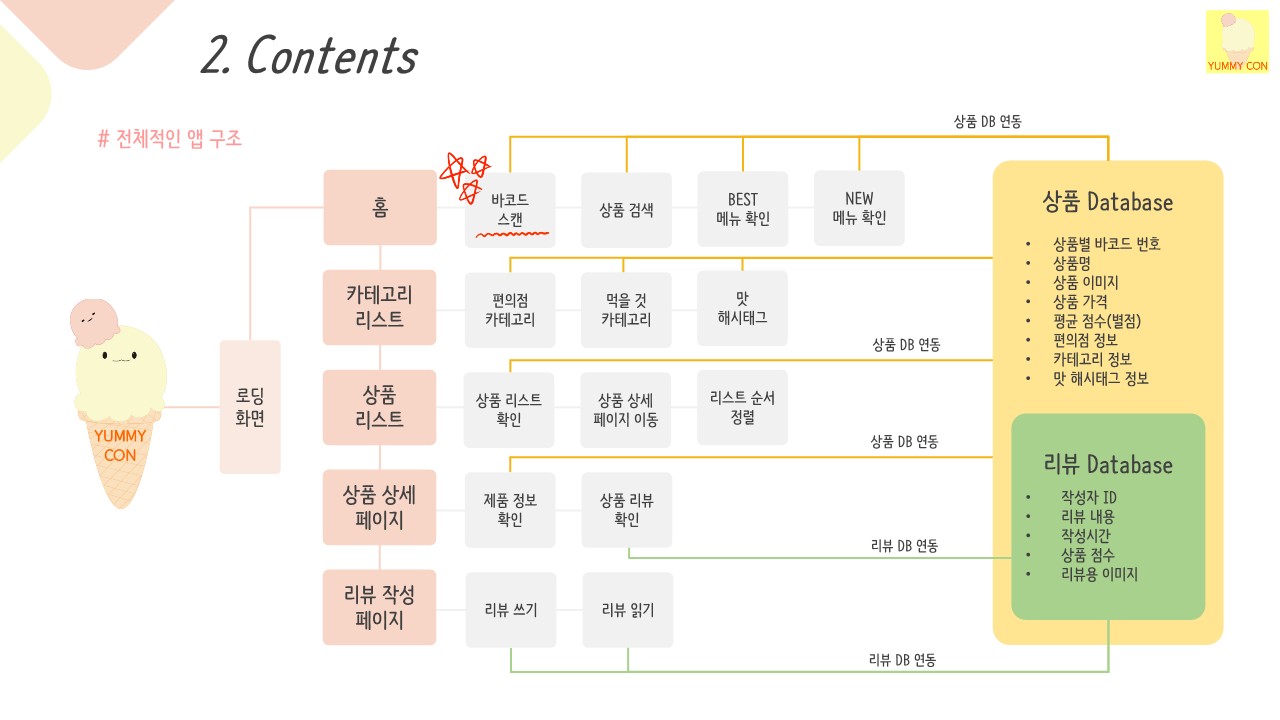 2. Contents
YUMMY CON
# 전체적인 앱 구조
상품 DB 연동
홈
바코드
스캔
상품 검색
BEST
메뉴 확인
NEW
메뉴 확인
카테고리
리스트
편의점
카테고리
먹을 것
카테고리
맛
해시태그
상품 DB 연동
로딩
화면
상품
리스트
상품 리스트
확인
상품 상세
페이지 이동
리스트 순서
정렬
상품 DB 연동
YUMMY
CON
상품 상세
페이지
제품 정보
확인
상품 리뷰
확인
리뷰 DB 연동
리뷰 작성
페이지
리뷰 쓰기
리뷰 읽기
리뷰 DB 연동
상품 Database
• 상품별 바코드 번호
• 상품명
• 상품 이미지
• 상품 가격
• 평균 점수(별점)
• 편의점 정보
• 카테고리 정보
• 맛 해시태그 정보
리뷰 Database
• 작성자 ID
• 리뷰 내용
• 작성시간
• 상품 점수
• 리뷰용 이미지